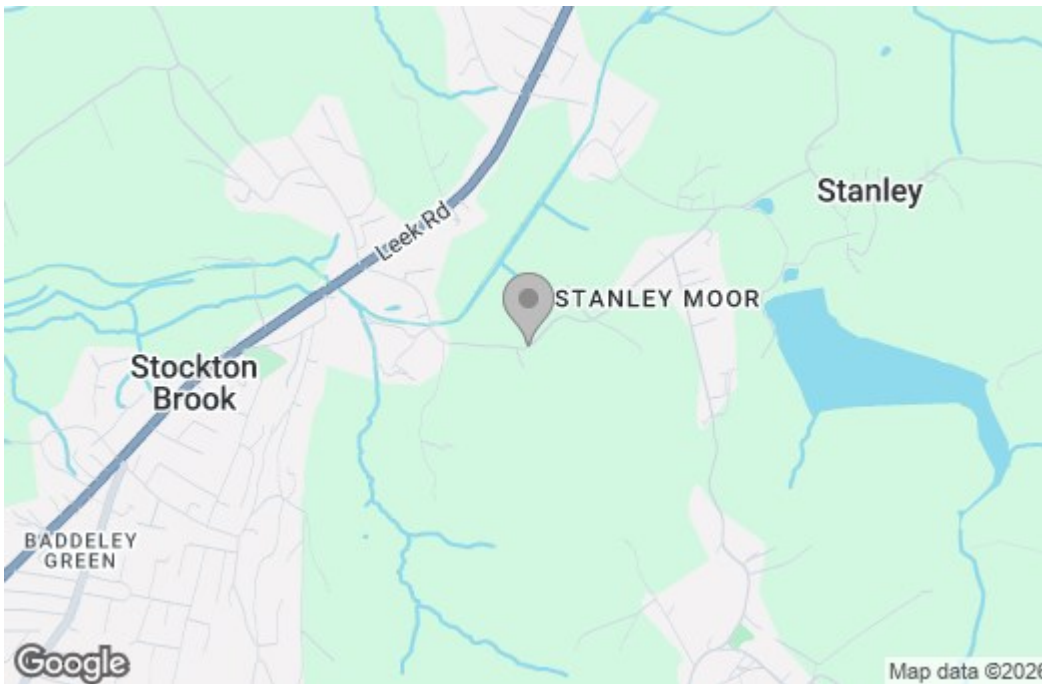 Leek Rd
Stanley
STANLEY MOOR
Stockton
Brook
BADDELEY
GREEN
Google
Map data ©2026